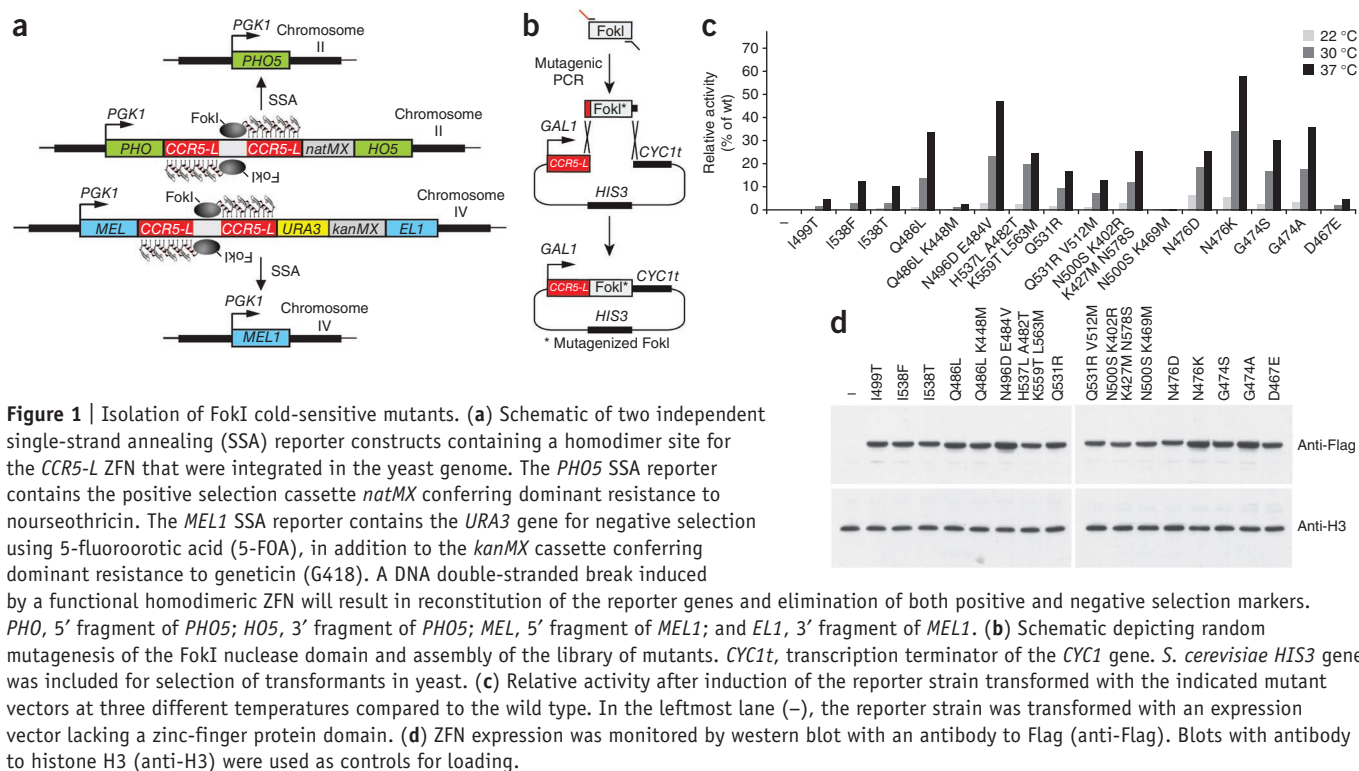 a
PGK1
Chromosome
II
PHO5
SSA
FokI
PGK1
Chromosome
II
PHO
CCR5-L
CCR5-L
natMX
HO5
FokI
PGK1
FokI
Chromosome
IV
MEL
CCR5-L
CCR5-L
URA3
kanMX
EL1
FokI
SSA
PGK1
Chromosome
IV
MEL1
b
FokI
Mutagenic
PCR
FokI*
GAL1
CYC1t
CCR5-L
HIS3
GAL1
CYC1t
CCR5-L
FokI*
HIS3
* Mutagenized FokI
c
Relative activity
(% of wt)
70
60
50
40
30
20
10
0
22 °C
30 °C
37 °C
–
I499T
I538F
I538T
Q486L
Q486L K448M
N496D E484V
H537L A482T
K559T L563M
Q531R
Q531R V512M
N500S K402R
K427M N578S
N500S K469M
N476D
N476K
G474S
G474A
D467E
d
–
I499T
I538F
I538T
Q486L
Q486L K448M
N496D E484V
H537L A482T
K559T L563M
Q531R
Q531R V512M
N500S K402R
K427M N578S
N500S K469M
N476D
N476K
G474S
G474A
D467E
Anti-Flag
Anti-H3
Figure 1 | Isolation of FokI cold-sensitive mutants. (a) Schematic of two independent
single-strand annealing (SSA) reporter constructs containing a homodimer site for
the CCR5-L ZFN that were integrated in the yeast genome. The PHO5 SSA reporter
contains the positive selection cassette natMX conferring dominant resistance to
nourseothricin. The MEL1 SSA reporter contains the URA3 gene for negative selection
using 5-fluoroorotic acid (5-FOA), in addition to the kanMX cassette conferring
dominant resistance to geneticin (G418). A DNA double-stranded break induced
by a functional homodimeric ZFN will result in reconstitution of the reporter genes and elimination of both positive and negative selection markers.
PHO, 5′ fragment of PHO5; HO5, 3′ fragment of PHO5; MEL, 5′ fragment of MEL1; and EL1, 3′ fragment of MEL1. (b) Schematic depicting random
mutagenesis of the FokI nuclease domain and assembly of the library of mutants. CYC1t, transcription terminator of the CYC1 gene. S. cerevisiae HIS3 gene
was included for selection of transformants in yeast. (c) Relative activity after induction of the reporter strain transformed with the indicated mutant
vectors at three different temperatures compared to the wild type. In the leftmost lane (–), the reporter strain was transformed with an expression
vector lacking a zinc-finger protein domain. (d) ZFN expression was monitored by western blot with an antibody to Flag (anti-Flag). Blots with antibody
to histone H3 (anti-H3) were used as controls for loading.